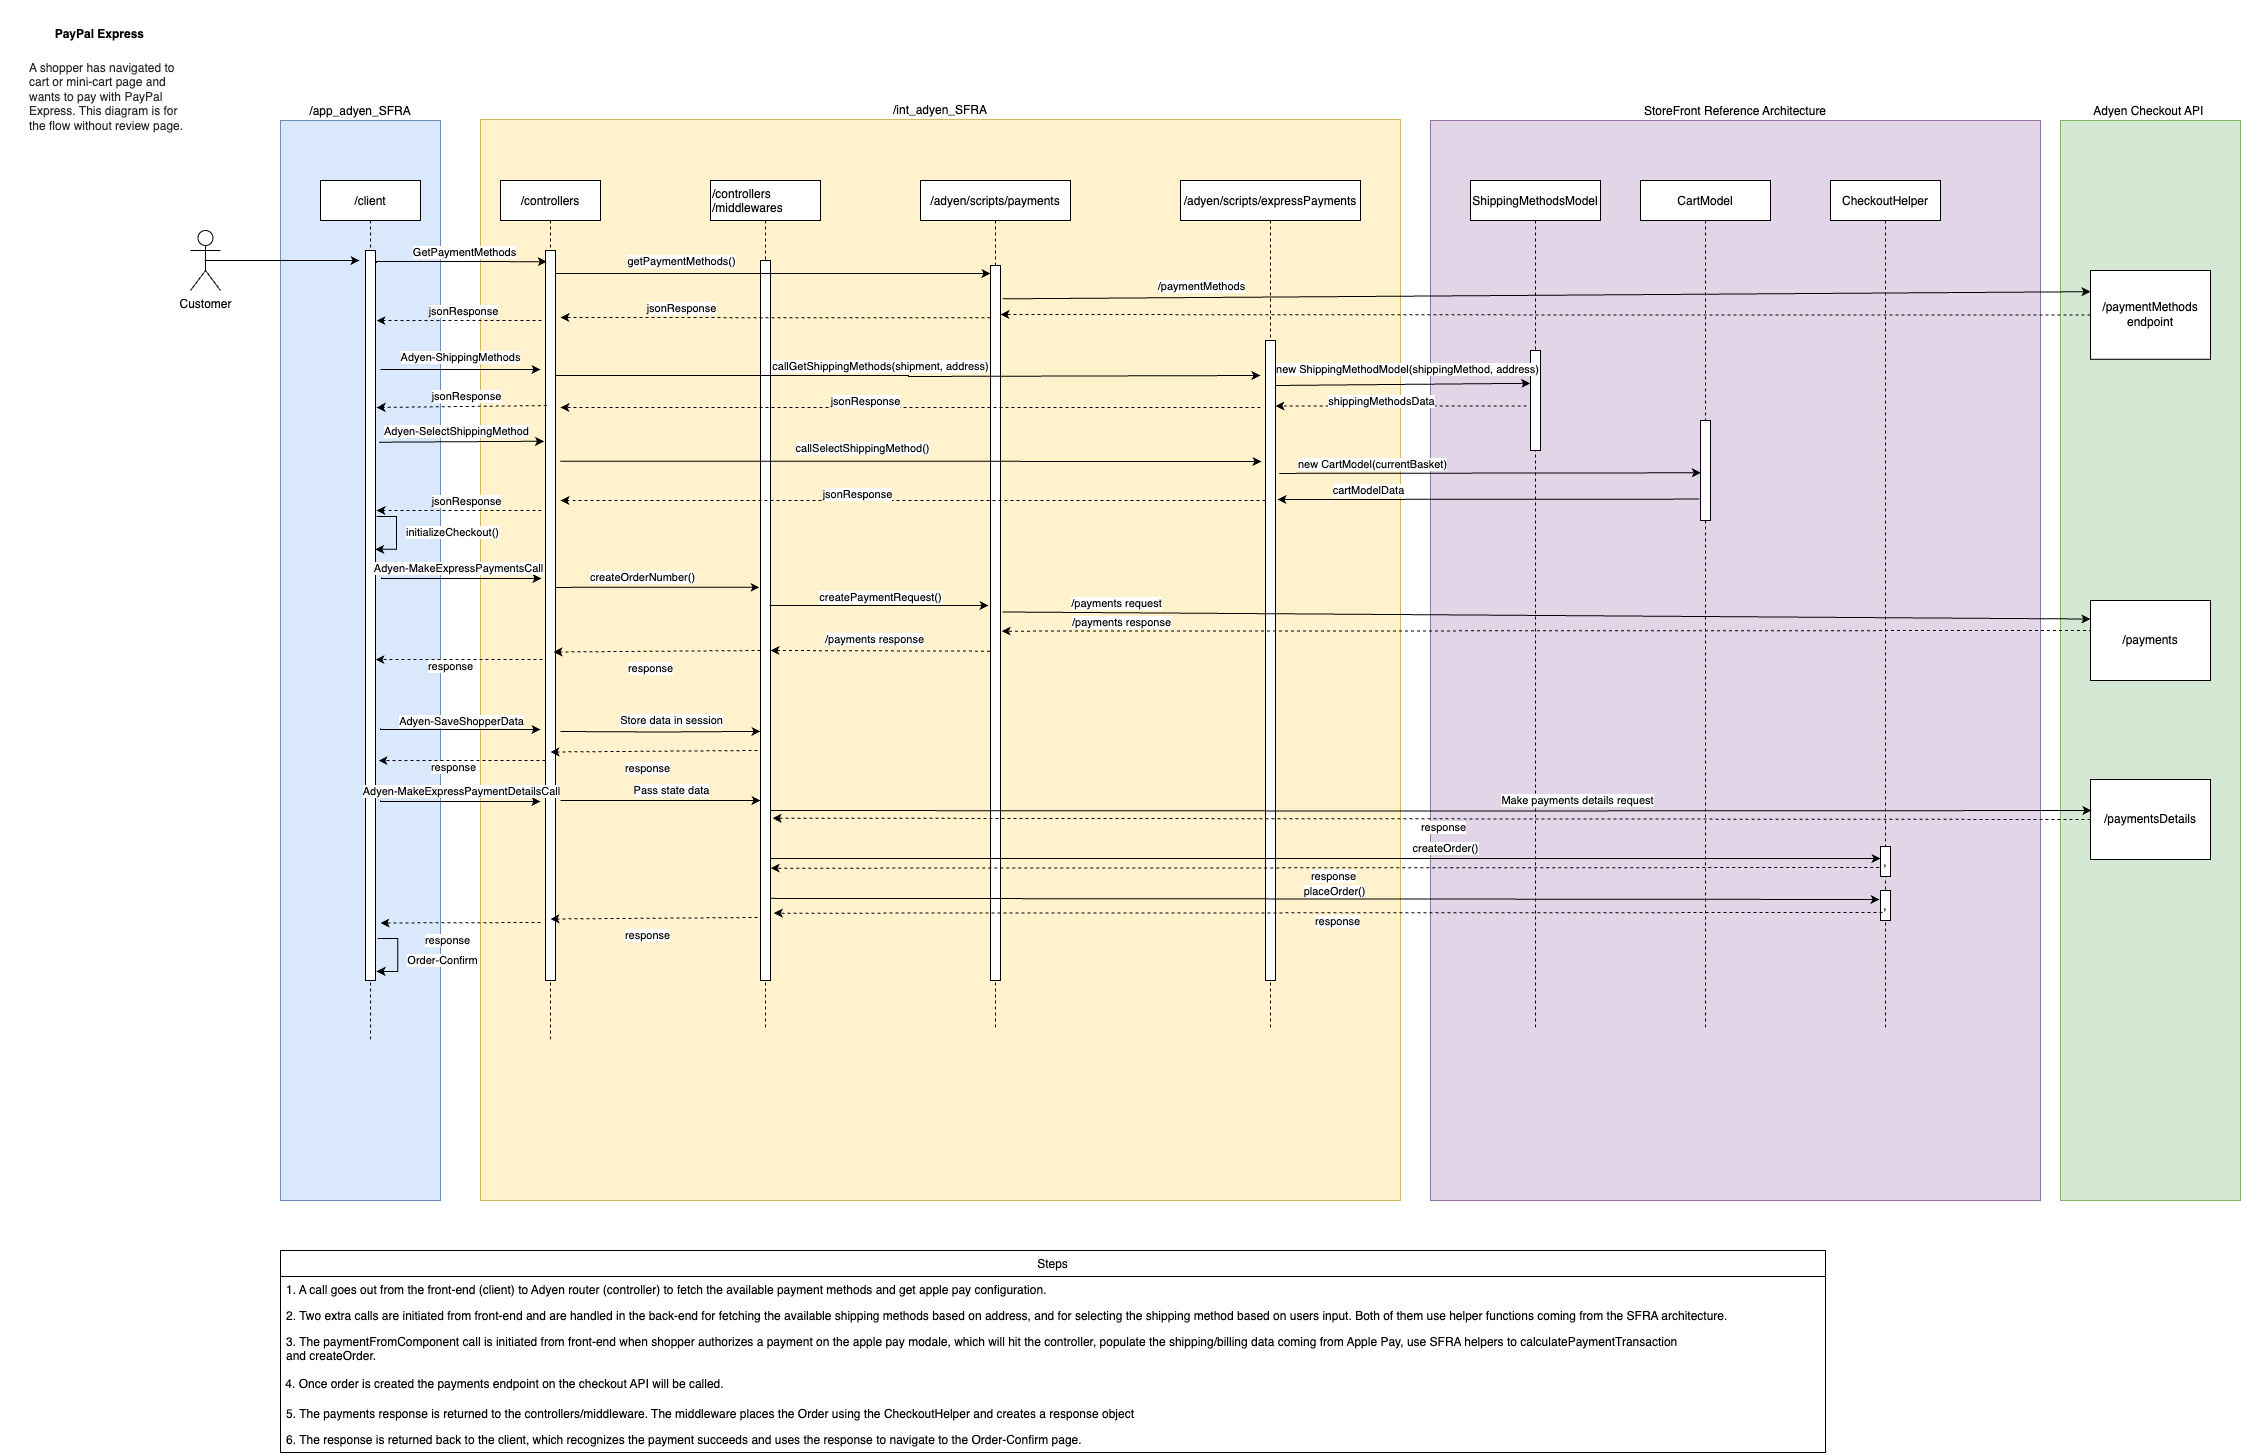 PayPal Express
A shopper has navigated to
cart or mini-cart page and
wants to pay with PayPal
Express. This diagram is for
the flow without review page.
/app_adyen_SFRA
/int_adyen_SFRA
StoreFront Reference Architecture
Adyen Checkout API
/client
/controllers
/controllers
/middlewares
/adyen/scripts/payments
/adyen/scripts/expressPayments
ShippingMethodsModel
CartModel
CheckoutHelper
Customer
GetPaymentMethods
getPaymentMethods()
/paymentMethods
/paymentMethods
endpoint
jsonResponse
jsonResponse
Adyen-ShippingMethods
callGetShippingMethods(shipment, address)
new ShippingMethodModel(shippingMethod, address)
jsonResponse
jsonResponse
shippingMethodsData
Adyen-SelectShippingMethod
callSelectShippingMethod()
new CartModel(currentBasket)
jsonResponse
jsonResponse
cartModelData
initializeCheckout()
Adyen-MakeExpressPaymentsCall
createOrderNumber()
createPaymentRequest()
/payments request
/payments response
/payments response
/payments
response
response
Adyen-SaveShopperData
Store data in session
response
response
Adyen-MakeExpressPaymentDetailsCall
Pass state data
Make payments details request
/paymentsDetails
response
createOrder()
,
response
placeOrder()
,
response
response
response
Order-Confirm
Steps
1. A call goes out from the front-end (client) to Adyen router (controller) to fetch the available payment methods and get apple pay configuration.
2. Two extra calls are initiated from front-end and are handled in the back-end for fetching the available shipping methods based on address, and for selecting the shipping method based on users input. Both of them use helper functions coming from the SFRA architecture.
3. The paymentFromComponent call is initiated from front-end when shopper authorizes a payment on the apple pay modale, which will hit the controller, populate the shipping/billing data coming from Apple Pay, use SFRA helpers to calculatePaymentTransaction
and createOrder.
4. Once order is created the payments endpoint on the checkout API will be called.
5. The payments response is returned to the controllers/middleware. The middleware places the Order using the CheckoutHelper and creates a response object
6. The response is returned back to the client, which recognizes the payment succeeds and uses the response to navigate to the Order-Confirm page.